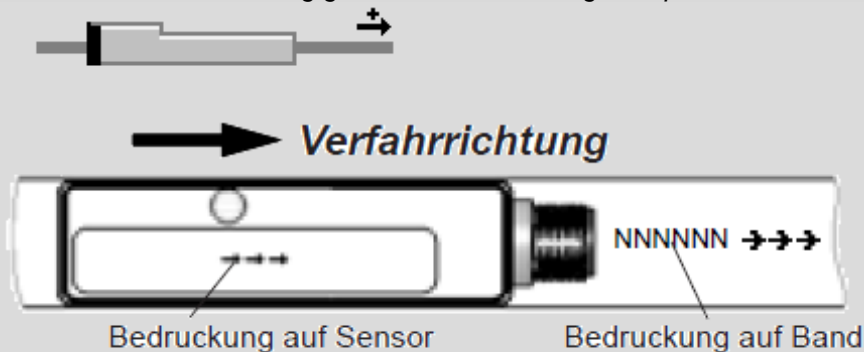 Verfahrrichtung
NNNNNN
Bedruckung auf Sensor
Bedruckung auf Band